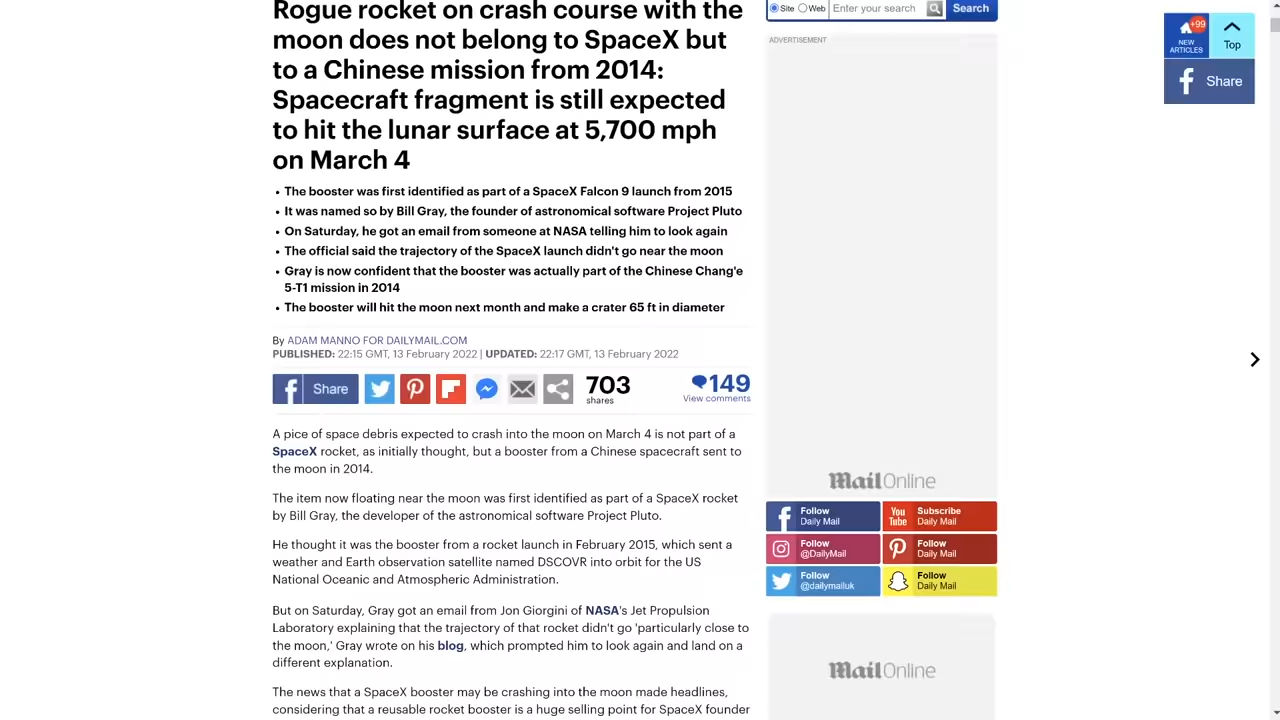 Rogue rocket on crash course with the
moon does not belong to SpaceX but
to a Chinese mission from 2014:
Spacecraft fragment is still expected
to hit the lunar surface at 5,700 mph
on March 4
• The booster was first identified as part of a SpaceX Falcon 9 launch from 2015
• It was named so by Bill Gray, the founder of astronomical software Project Pluto
• On Saturday, he got an email from someone at NASA telling him to look again
• The official said the trajectory of the SpaceX launch didn't go near the moon
• Gray is now confident that the booster was actually part of the Chinese Chang'e
5-T1 mission in 2014
• The booster will hit the moon next month and make a crater 65 ft in diameter
By ADAM MANNO FOR DAILYMAIL.COM
PUBLISHED: 22:15 GMT, 13 February 2022 | UPDATED: 22:17 GMT, 13 February 2022
Share
703
shares
149
View comments
A pice of space debris expected to crash into the moon on March 4 is not part of a
SpaceX rocket, as initially thought, but a booster from a Chinese spacecraft sent to
the moon in 2014.
The item now floating near the moon was first identified as part of a SpaceX rocket
by Bill Gray, the developer of the astronomical software Project Pluto.
He thought it was the booster from a rocket launch in February 2015, which sent a
weather and Earth observation satellite named DSCOVR into orbit for the US
National Oceanic and Atmospheric Administration.
But on Saturday, Gray got an email from Jon Giorgini of NASA's Jet Propulsion
Laboratory explaining that the trajectory of that rocket didn't go 'particularly close to
the moon,' Gray wrote on his blog, which prompted him to look again and land on a
different explanation.
The news that a SpaceX booster may be crashing into the moon made headlines,
considering that a reusable rocket booster is a huge selling point for SpaceX founder
Site Web Enter your search Search
ADVERTISEMENT
MailOnline
Follow
Daily Mail
You
Tube
Subscribe
Daily Mail
Follow
@DailyMail
Follow
Daily Mail
Follow
@dailymailuk
Follow
Daily Mail
MailOnline
+99
NEW
ARTICLES
Top
Share